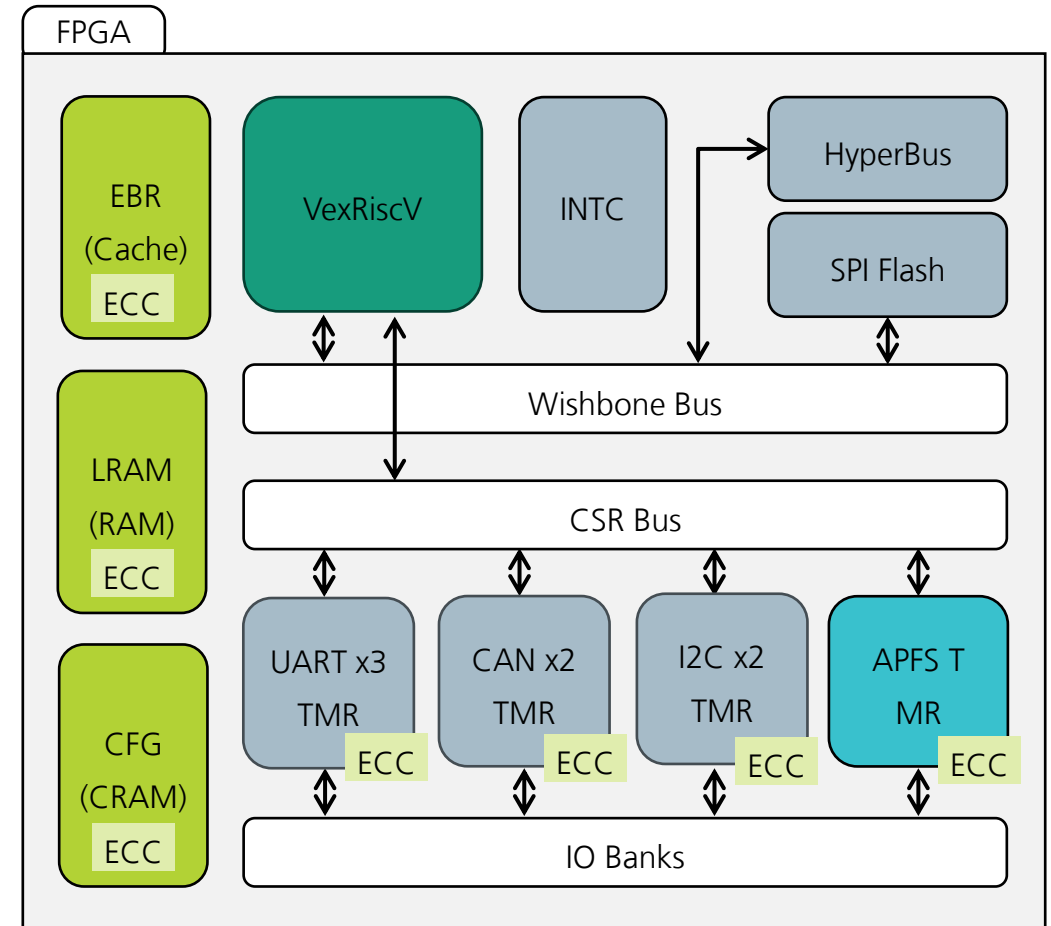 FPGA
EBR
(Cache)
ECC
VexRiscV
INTC
HyperBus
SPI Flash
Wishbone Bus
LRAM
(RAM)
ECC
CSR Bus
UART x3
TMR
ECC
CAN x2
TMR
ECC
I2C x2
TMR
ECC
APFS T
MR
ECC
CFG
(CRAM)
ECC
IO Banks